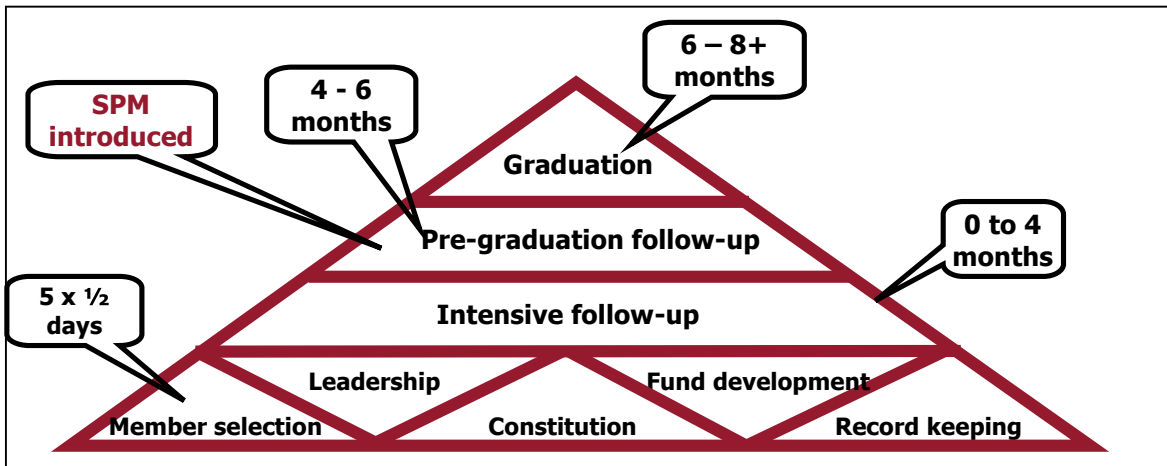 6 – 8+
months
4 - 6
months
SPM
introduced
Graduation
0 to 4
months
Pre-graduation follow-up
5 x ½
days
Intensive follow-up
Leadership
Fund development
Member selection
Constitution
Record keeping